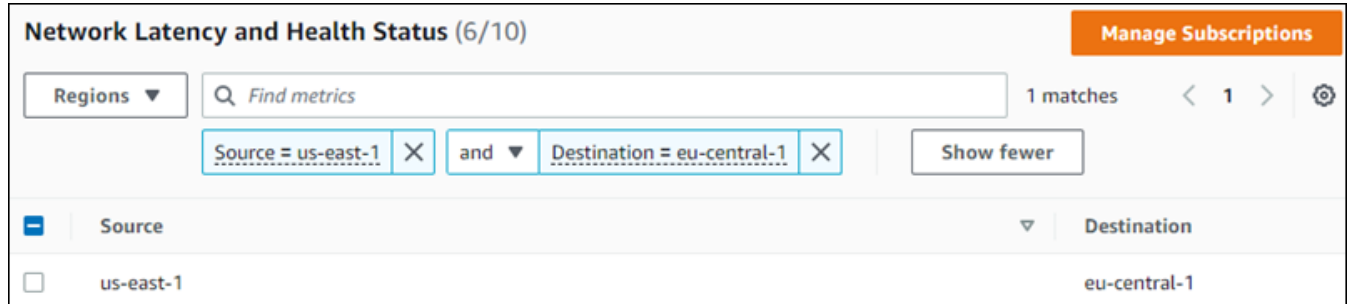 Network Latency and Health Status (6/10)
Manage Subscriptions
Regions
Find metrics
1 matches
1
Source = us-east-1
and
Destination = eu-central-1
Show fewer
Source
Destination
us-east-1
eu-central-1